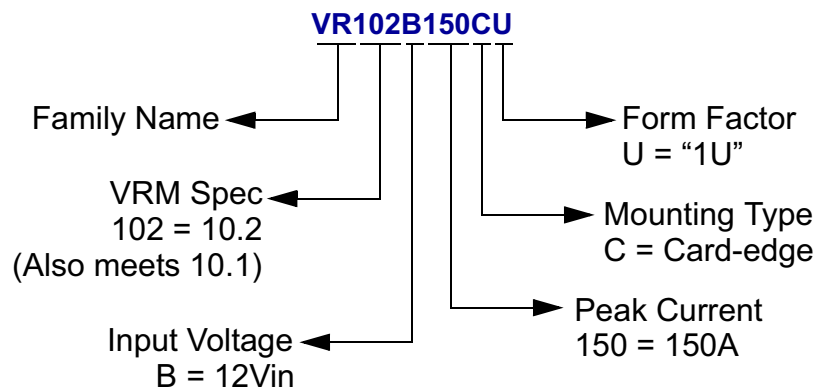 VR102B150CU
Family Name
VRM Spec
102 = 10.2
(Also meets 10.1)
Input Voltage
B = 12Vin
Form Factor
U = “1U”
Mounting Type
C = Card-edge
Peak Current
150 = 150A